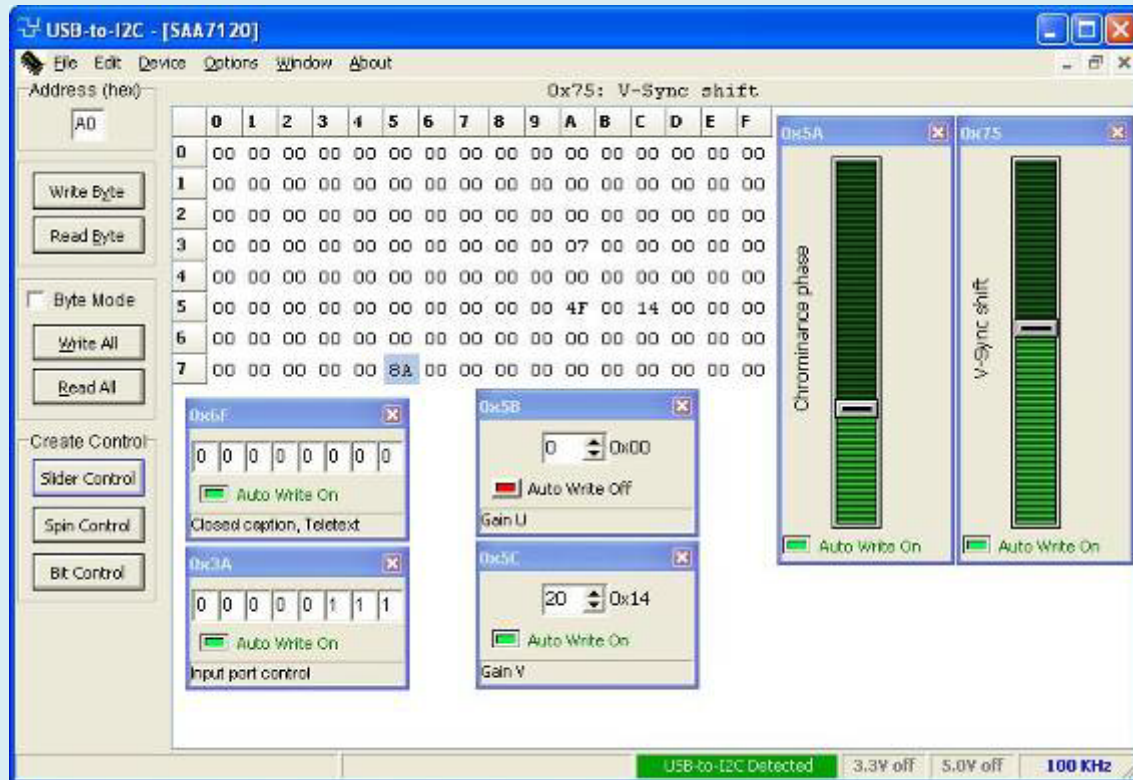 USB-to-I2C - [SAA7120]
File Edit Device Options Window About
Address (hex)
A0
Write Byte
Read Byte
Byte Mode
Write All
Read All
Create Control
Slider Control
Spin Control
Bit Control
0x75: V-Sync shift
0 1 2 3 4 5 6 7 8 9 A B C D E F
0 00 00 00 00 00 00 00 00 00 00 00 00 00 00 00 00
1 00 00 00 00 00 00 00 00 00 00 00 00 00 00 00 00
2 00 00 00 00 00 00 00 00 00 00 00 00 00 00 00 00
3 00 00 00 00 00 00 00 00 00 00 07 00 00 00 00 00
4 00 00 00 00 00 00 00 00 00 00 00 00 00 00 00 00
5 00 00 00 00 00 00 00 00 00 00 4F 00 14 00 00 00
6 00 00 00 00 00 00 00 00 00 00 00 00 00 00 00 00
7 00 00 00 00 00 8A 00 00 00 00 00 00 00 00 00 00
0x6F
0 0 0 0 0 0 0 0
Auto Write On
Closed caption, Teletext
0x3A
0 0 0 0 0 1 1 1
Auto Write On
Input port control
0x5B
0 0x00
Auto Write Off
Gain U
0x5C
20 0x14
Auto Write On
Gain V
0x5A
Chrominance phase
Auto Write On
0x75
V-Sync shift
Auto Write On
USB-to-I2C Detected
3.3V off
5.0V off
100 KHz